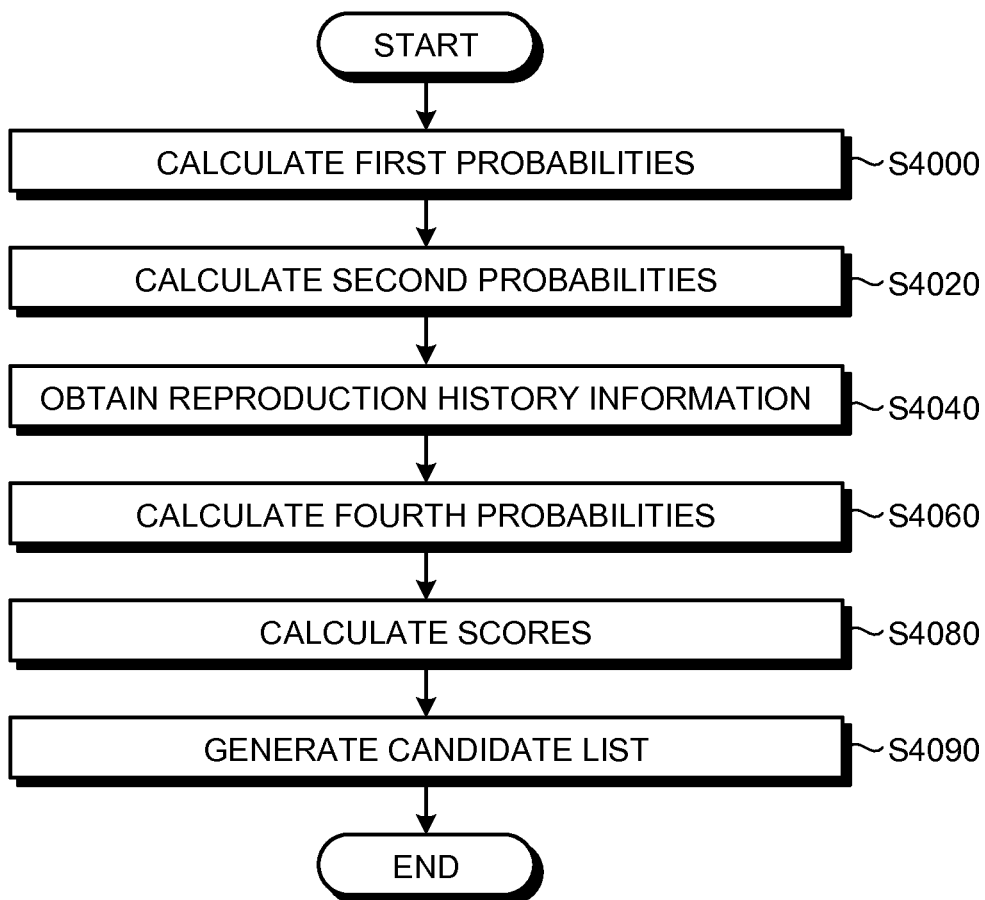 START
CALCULATE FIRST PROBABILITIES
S4000
CALCULATE SECOND PROBABILITIES
S4020
OBTAIN REPRODUCTION HISTORY INFORMATION
S4040
CALCULATE FOURTH PROBABILITIES
S4060
CALCULATE SCORES
S4080
GENERATE CANDIDATE LIST
S4090
END